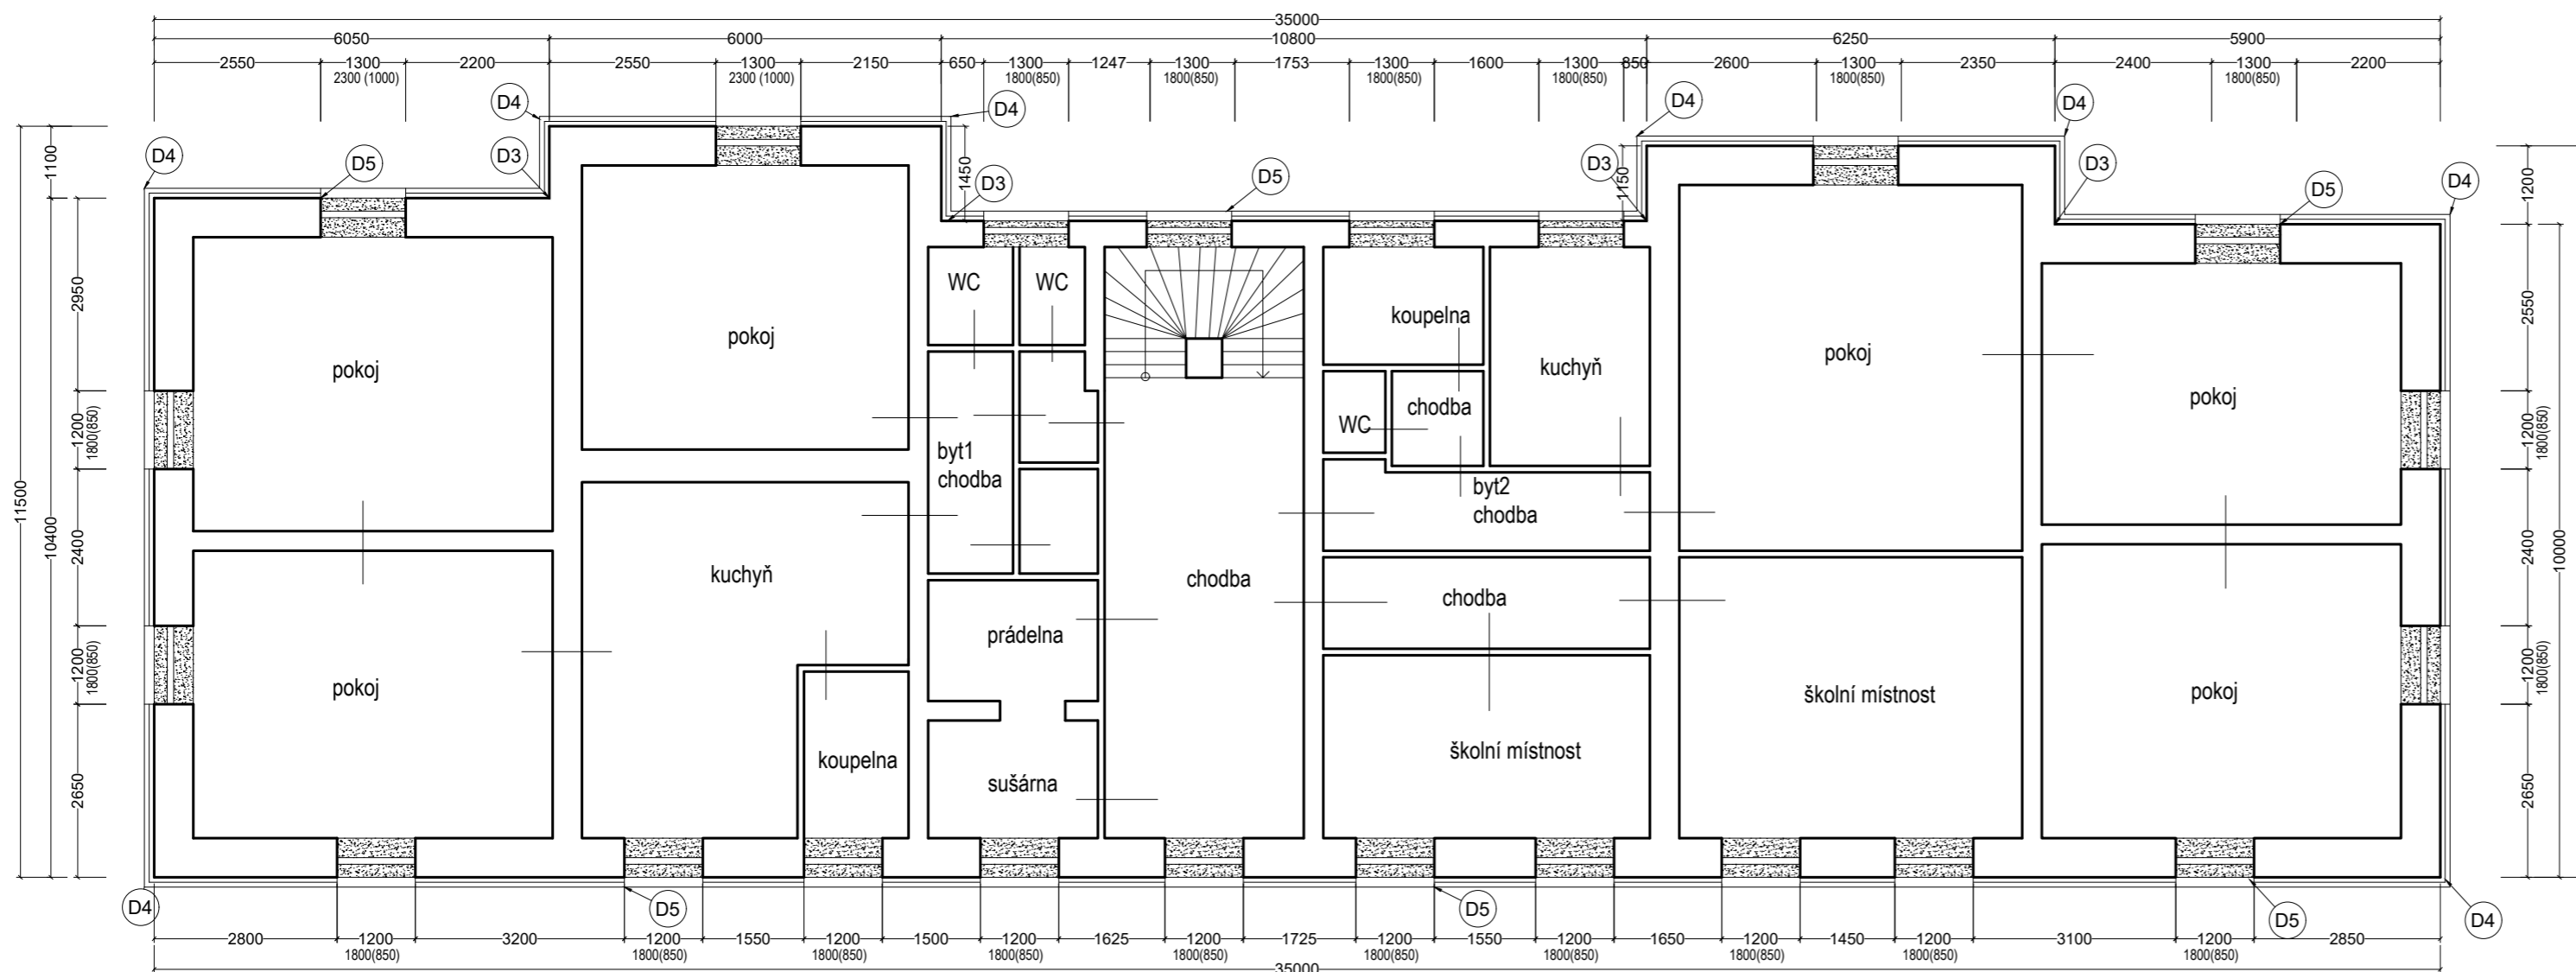 35000
6050 6000 10800 6250 5900
2550 1300 2200 2550 1300 2150 650 1300 1247 1300 1753 1300 1600 1300 850 2600 1300 2350 2400 1300 2200
2300 (1000) 2300 (1000) 1800(850) 1800(850) 1800(850) 1800(850) 1800(850) 1800(850)
D4 D4 D4 D4
D4 D5 D3 D3 D5 D3 D3 D5 D4
1100
1450
1150
1200
11500
10400
2950
1200
1800(850)
2400
1200
1800(850)
2650
2550
1200
1800(850)
2400
1200
1800(850)
2650
10000
WC WC
koupelna
pokoj
pokoj
pokoj
kuchyň
pokoj
chodba
WC
byt1
chodba
byt2
chodba
kuchyň
chodba
chodba
prádelna
pokoj
školní místnost
pokoj
školní místnost
koupelna
sušárna
D4 D5 D5 D5 D4
2800 1200 3200 1200 1550 1200 1500 1200 1625 1200 1725 1200 1550 1200 1650 1200 1450 1200 3100 1200 2850
1800(850) 1800(850) 1800(850) 1800(850) 1800(850) 1800(850) 1800(850) 1800(850) 1800(850) 1800(850)
35000